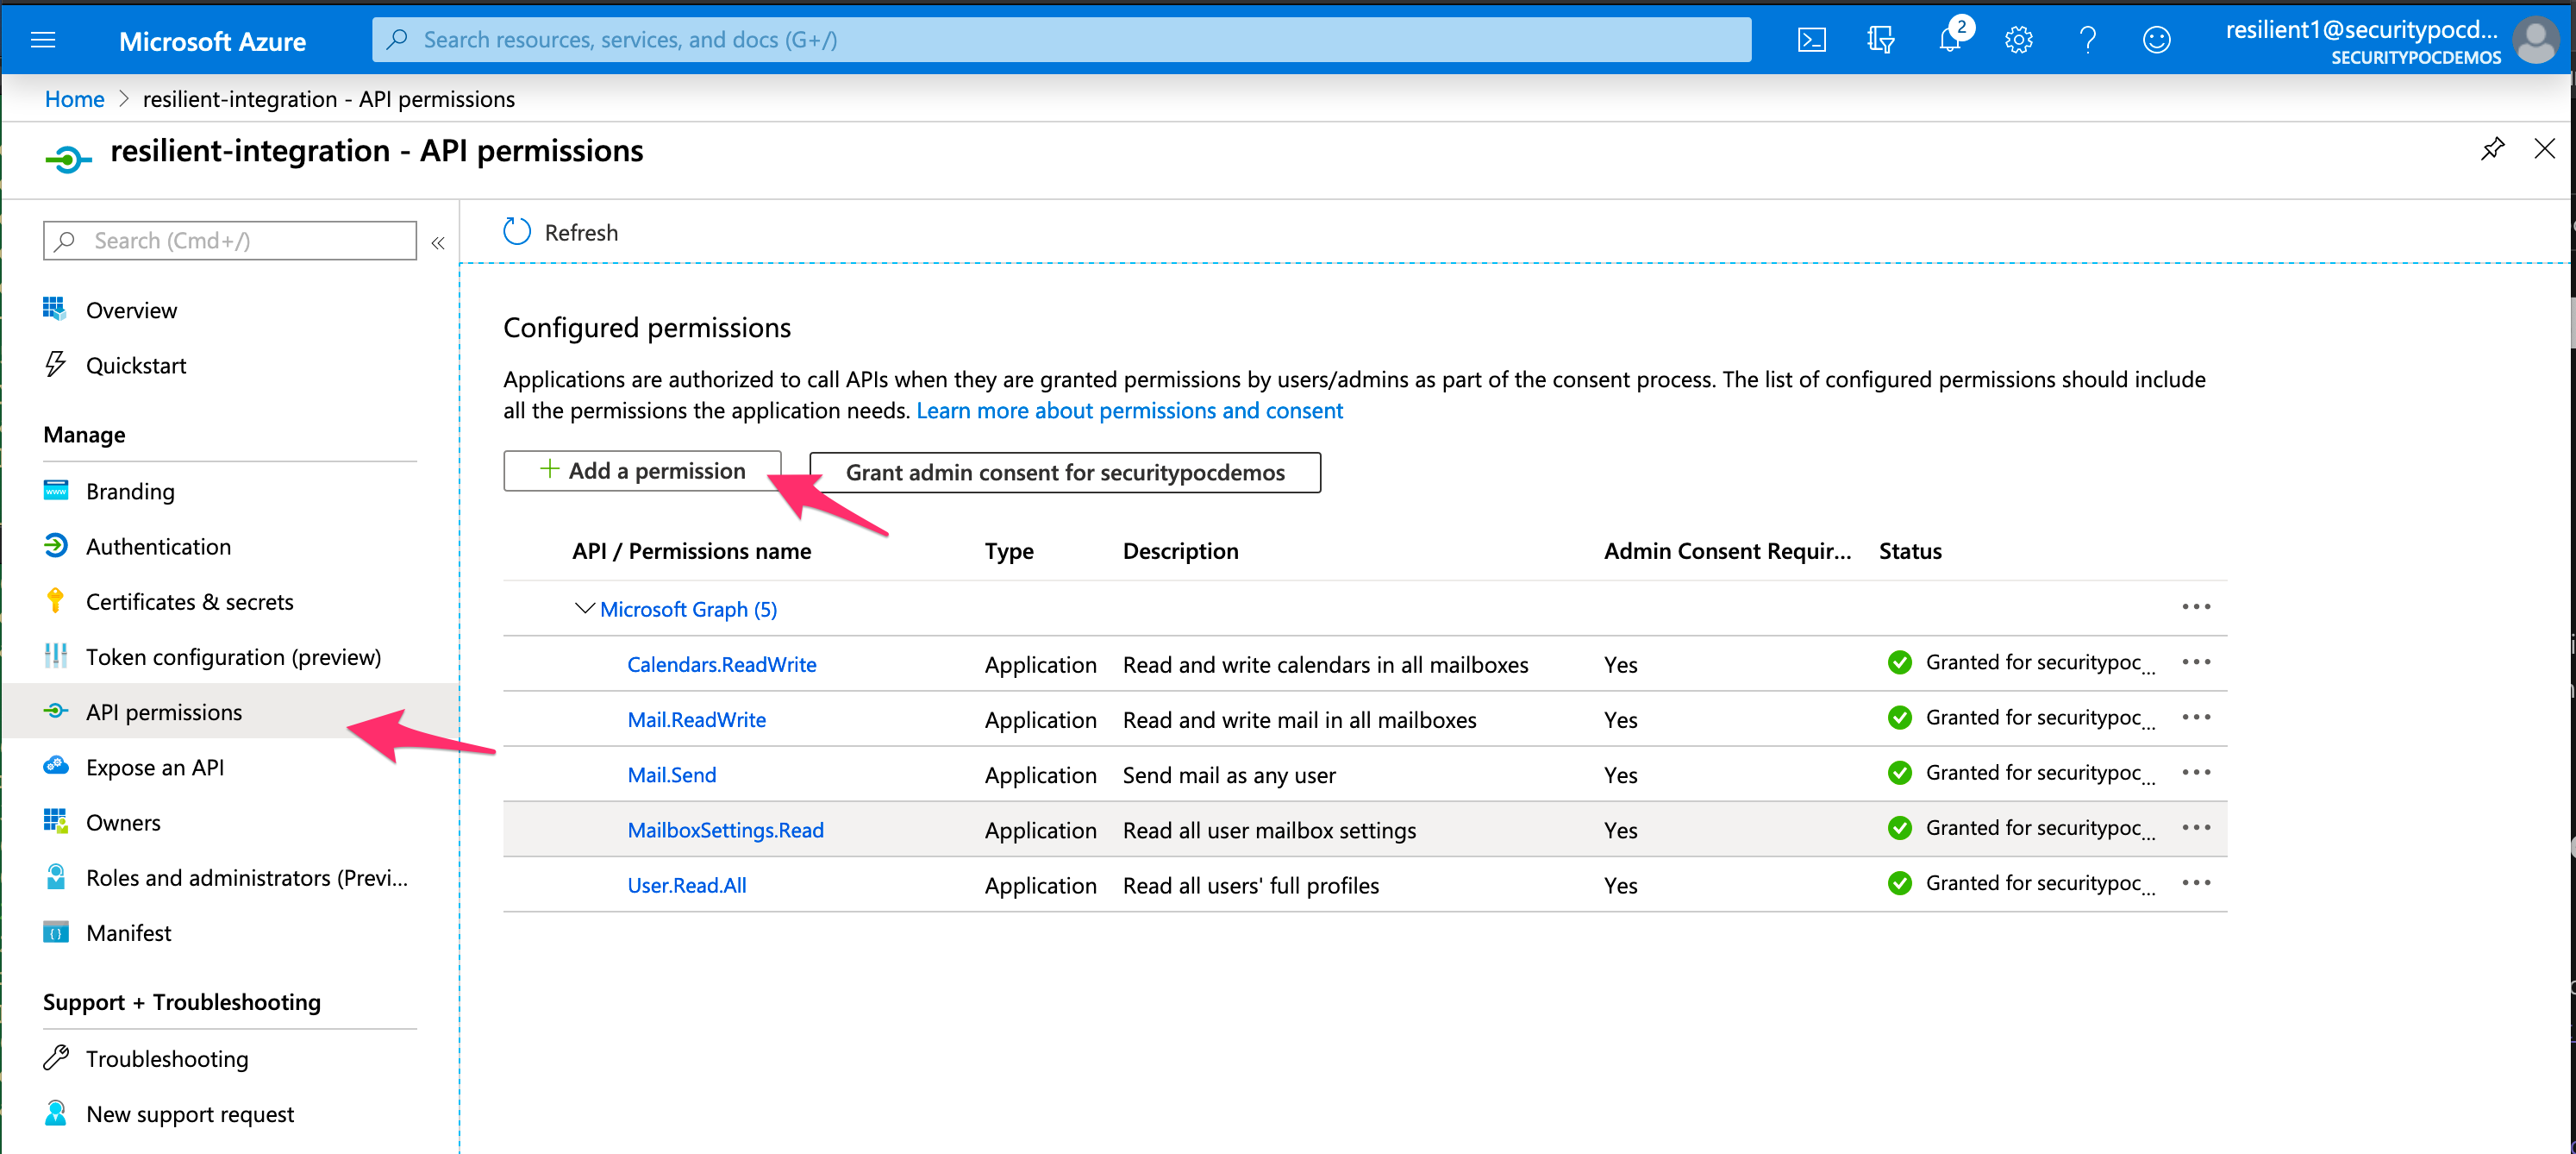 Microsoft Azure
Search resources, services, and docs (G+/)
2
resilient1@securitypocd...
SECURITYPOCDEMOS
Home > resilient-integration - API permissions
resilient-integration - API permissions
Search (Cmd+/)
«
Refresh
Overview
Quickstart
Manage
Branding
Authentication
Certificates & secrets
Token configuration (preview)
API permissions
Expose an API
Owners
Roles and administrators (Previ...
Manifest
Support + Troubleshooting
Troubleshooting
New support request
Configured permissions
Applications are authorized to call APIs when they are granted permissions by users/admins as part of the consent process. The list of configured permissions should include
all the permissions the application needs. Learn more about permissions and consent
+ Add a permission
Grant admin consent for securitypocdemos
API / Permissions name Type Description Admin Consent Requir... Status
Microsoft Graph (5) ...
Calendars.ReadWrite Application Read and write calendars in all mailboxes Yes Granted for securitypoc... ...
Mail.ReadWrite Application Read and write mail in all mailboxes Yes Granted for securitypoc... ...
Mail.Send Application Send mail as any user Yes Granted for securitypoc... ...
MailboxSettings.Read Application Read all user mailbox settings Yes Granted for securitypoc... ...
User.Read.All Application Read all users' full profiles Yes Granted for securitypoc... ...